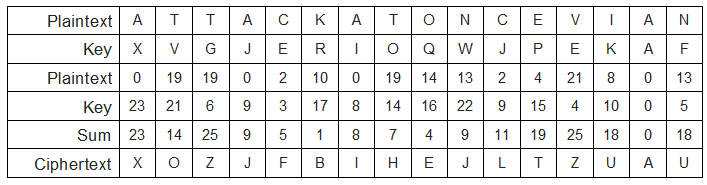 Plaintext A T T A C K A T O N C E V I A N
Key X V G J E R I O Q W J P E K A F
Plaintext 0 19 19 0 2 10 0 19 14 13 2 4 21 8 0 13
Key 23 21 6 9 3 17 8 14 16 22 9 15 4 10 0 5
Sum 23 14 25 9 5 1 8 7 4 9 11 19 25 18 0 18
Ciphertext X O Z J F B I H E J L T Z U A U